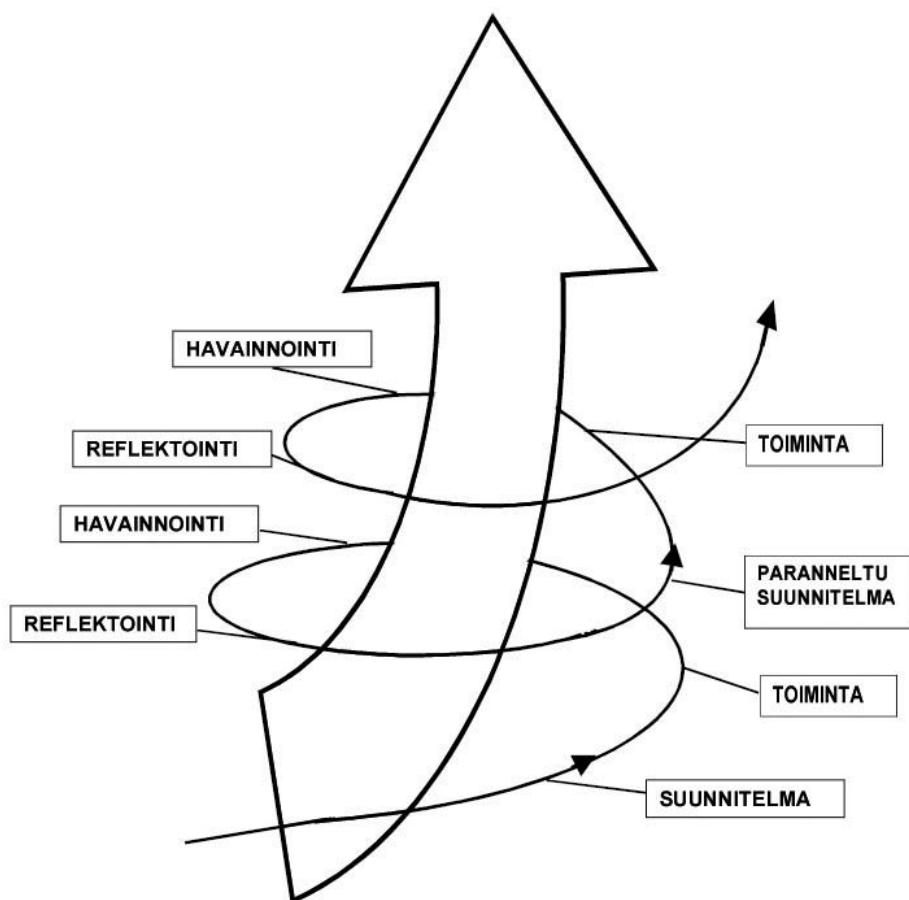 HAVAINNOINTI
REFLEKTOINTI
TOIMINTA
HAVAINNOINTI
PARANNELTU
SUUNNITELMA
REFLEKTOINTI
TOIMINTA
SUUNNITELMA